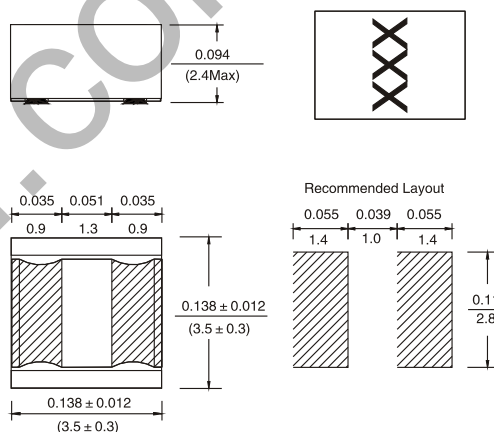 0.094
(2.4Max)
XXX
0.035 0.051 0.035
0.9 1.3 0.9
0.138 ± 0.012
(3.5 ± 0.3)
0.138 ± 0.012
(3.5 ± 0.3)
Recommended Layout
0.055 0.039 0.055
1.4 1.0 1.4
2.8